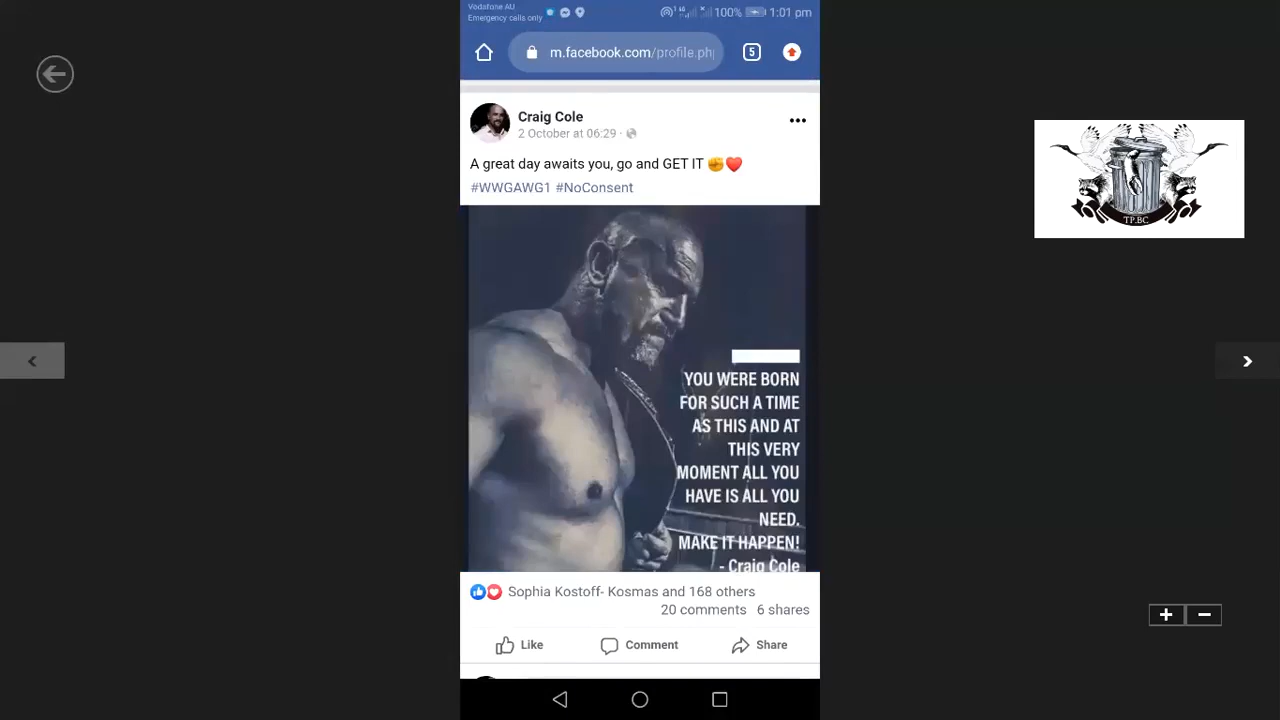 Vodafone AU
Emergency calls only
100%
1:01 pm
m.facebook.com/profile.ph
5
Craig Cole
2 October at 06:29 ·
A great day awaits you, go and GET IT ✊❤️
#WWGAWG1 #NoConsent
YOU WERE BORN
FOR SUCH A TIME
AS THIS AND AT
THIS VERY
MOMENT ALL YOU
HAVE IS ALL YOU
NEED.
MAKE IT HAPPEN!
- Craig Cole
Sophia Kostoff- Kosmas and 168 others
20 comments 6 shares
Like Comment Share
TP.BC